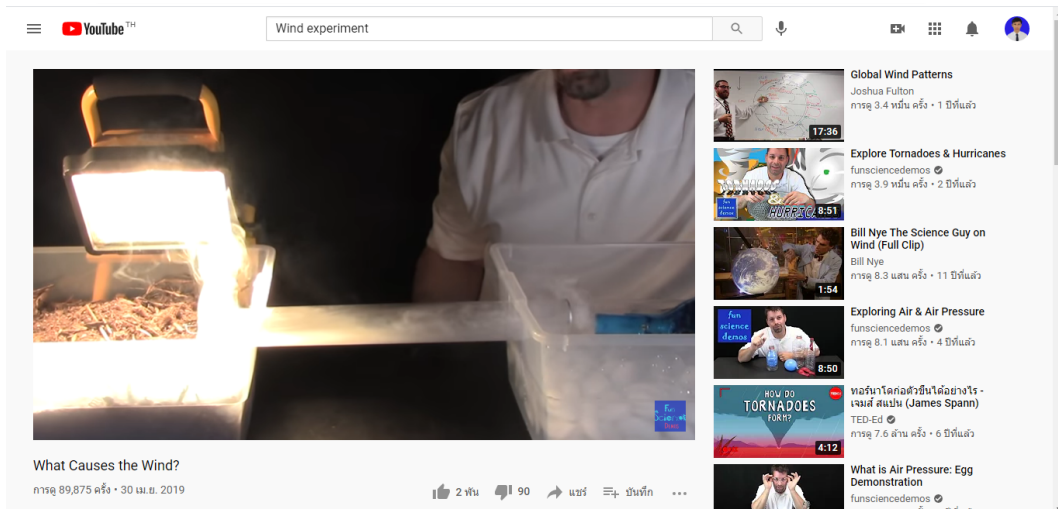 YouTube TH
Wind experiment
Fun
Science
Demos
What Causes the Wind?
การดู 89,875 ครั้ง • 30 เม.ย. 2019
2 พัน
90
แชร์
บันทึก
17:36
Global Wind Patterns
Joshua Fulton
การดู 3.4 หมื่น ครั้ง • 1 ปีที่แล้ว
fun
science
demos
&
HURRIC
8:51
Explore Tornadoes & Hurricanes
funsciencedemos
การดู 3.9 หมื่น ครั้ง • 2 ปีที่แล้ว
1:54
Bill Nye The Science Guy on
Wind (Full Clip)
Bill Nye
การดู 8.3 แสน ครั้ง • 11 ปีที่แล้ว
fun
science
demos
8:50
Exploring Air & Air Pressure
funsciencedemos
การดู 8.1 แสน ครั้ง • 4 ปีที่แล้ว
HOW DO
TORNADOES
FORM?
4:12
ทอร์นาโดก่อตัวขึ้นได้อย่างไร -
เจมส์ สแปน (James Spann)
TED-Ed
การดู 7.6 ล้าน ครั้ง • 6 ปีที่แล้ว
What is Air Pressure: Egg
Demonstration
funsciencedemos